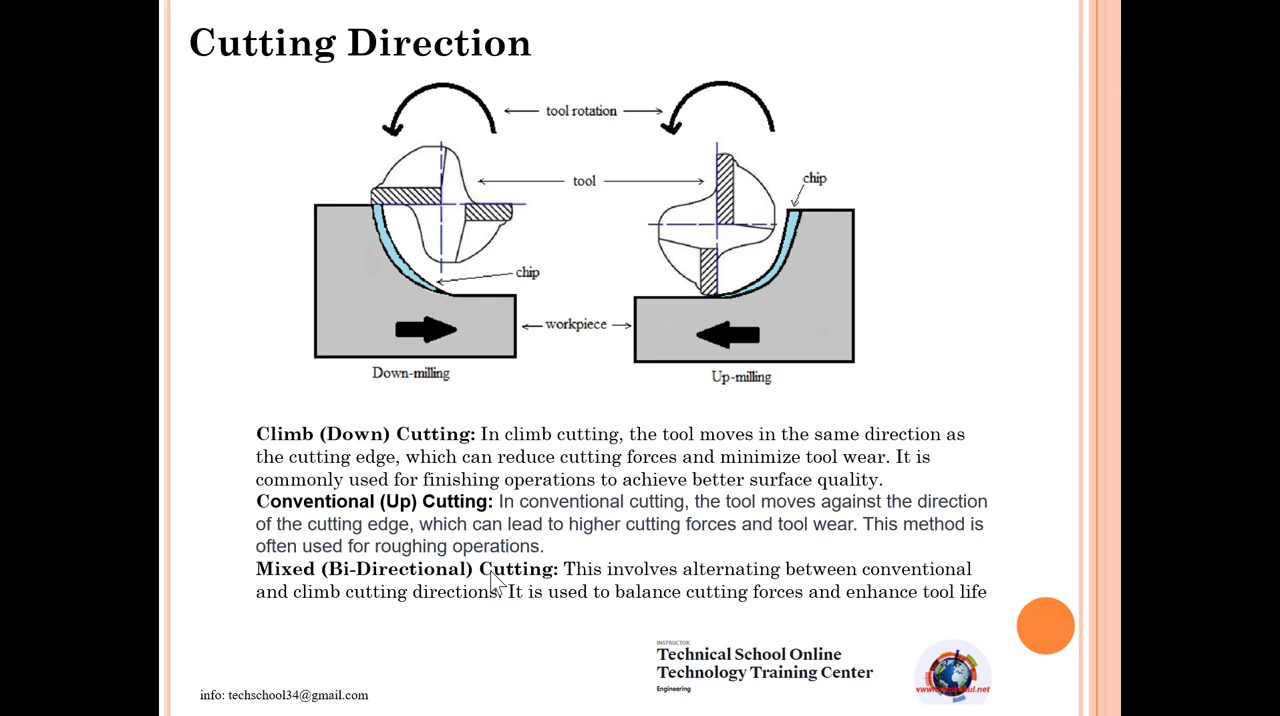 Cutting Direction
tool rotation
tool
chip
chip
workpiece
Down-milling
Up-milling
Climb (Down) Cutting: In climb cutting, the tool moves in the same direction as
the cutting edge, which can reduce cutting forces and minimize tool wear. It is
commonly used for finishing operations to achieve better surface quality.
Conventional (Up) Cutting: In conventional cutting, the tool moves against the direction
of the cutting edge, which can lead to higher cutting forces and tool wear. This method is
often used for roughing operations.
Mixed (Bi-Directional) Cutting: This involves alternating between conventional
and climb cutting directions. It is used to balance cutting forces and enhance tool life
INSTRUCTOR
Technical School Online
Technology Training Center
Engineering
info: techschool34@gmail.com